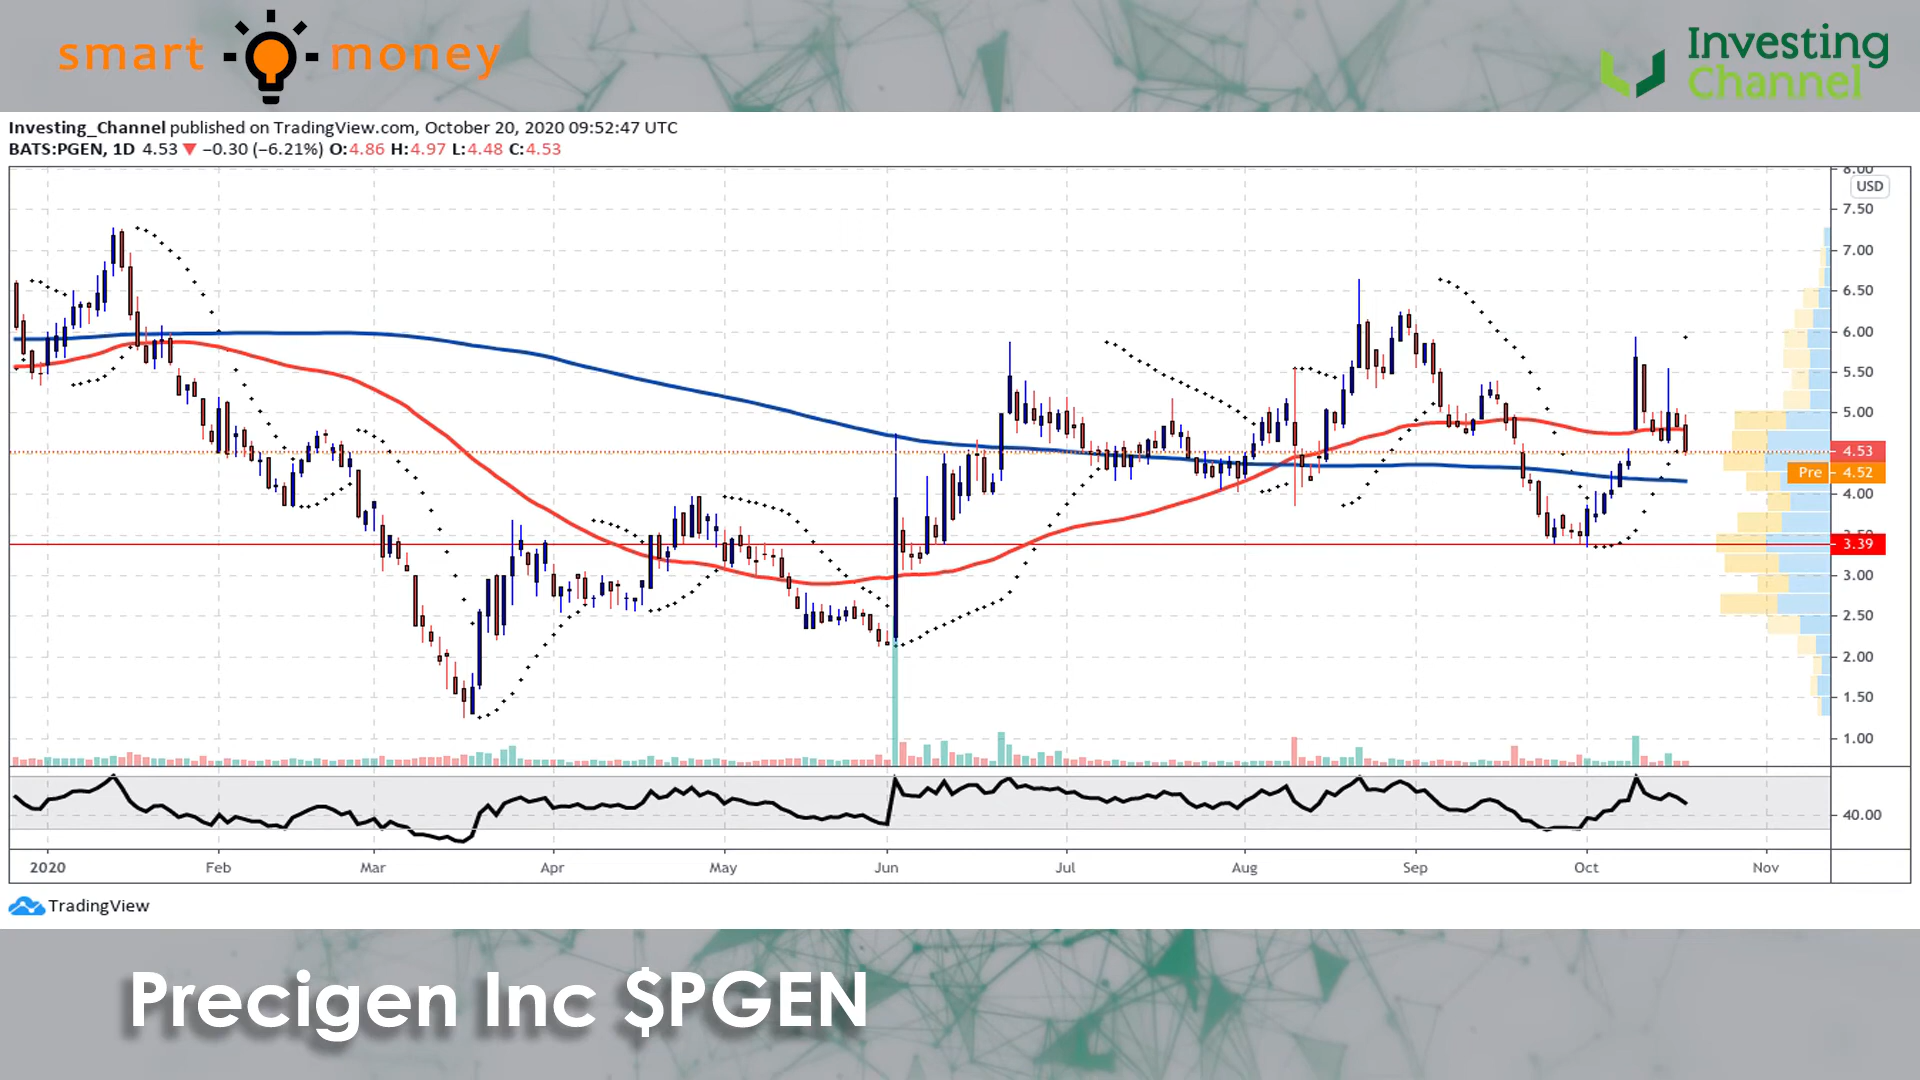 smart money
Investing
Channel
Investing_Channel published on TradingView.com, October 20, 2020 09:52:47 UTC
BATS:PGEN, 1D 4.53 ▼ −0.30 (−6.21%) O:4.86 H:4.97 L:4.48 C:4.53
8.00
USD
7.50
7.00
6.50
6.00
5.50
5.00
4.53
Pre 4.52
4.00
3.50
3.39
3.00
2.50
2.00
1.50
1.00
40.00
2020 Feb Mar Apr May Jun Jul Aug Sep Oct Nov
TradingView
Precigen Inc $PGEN